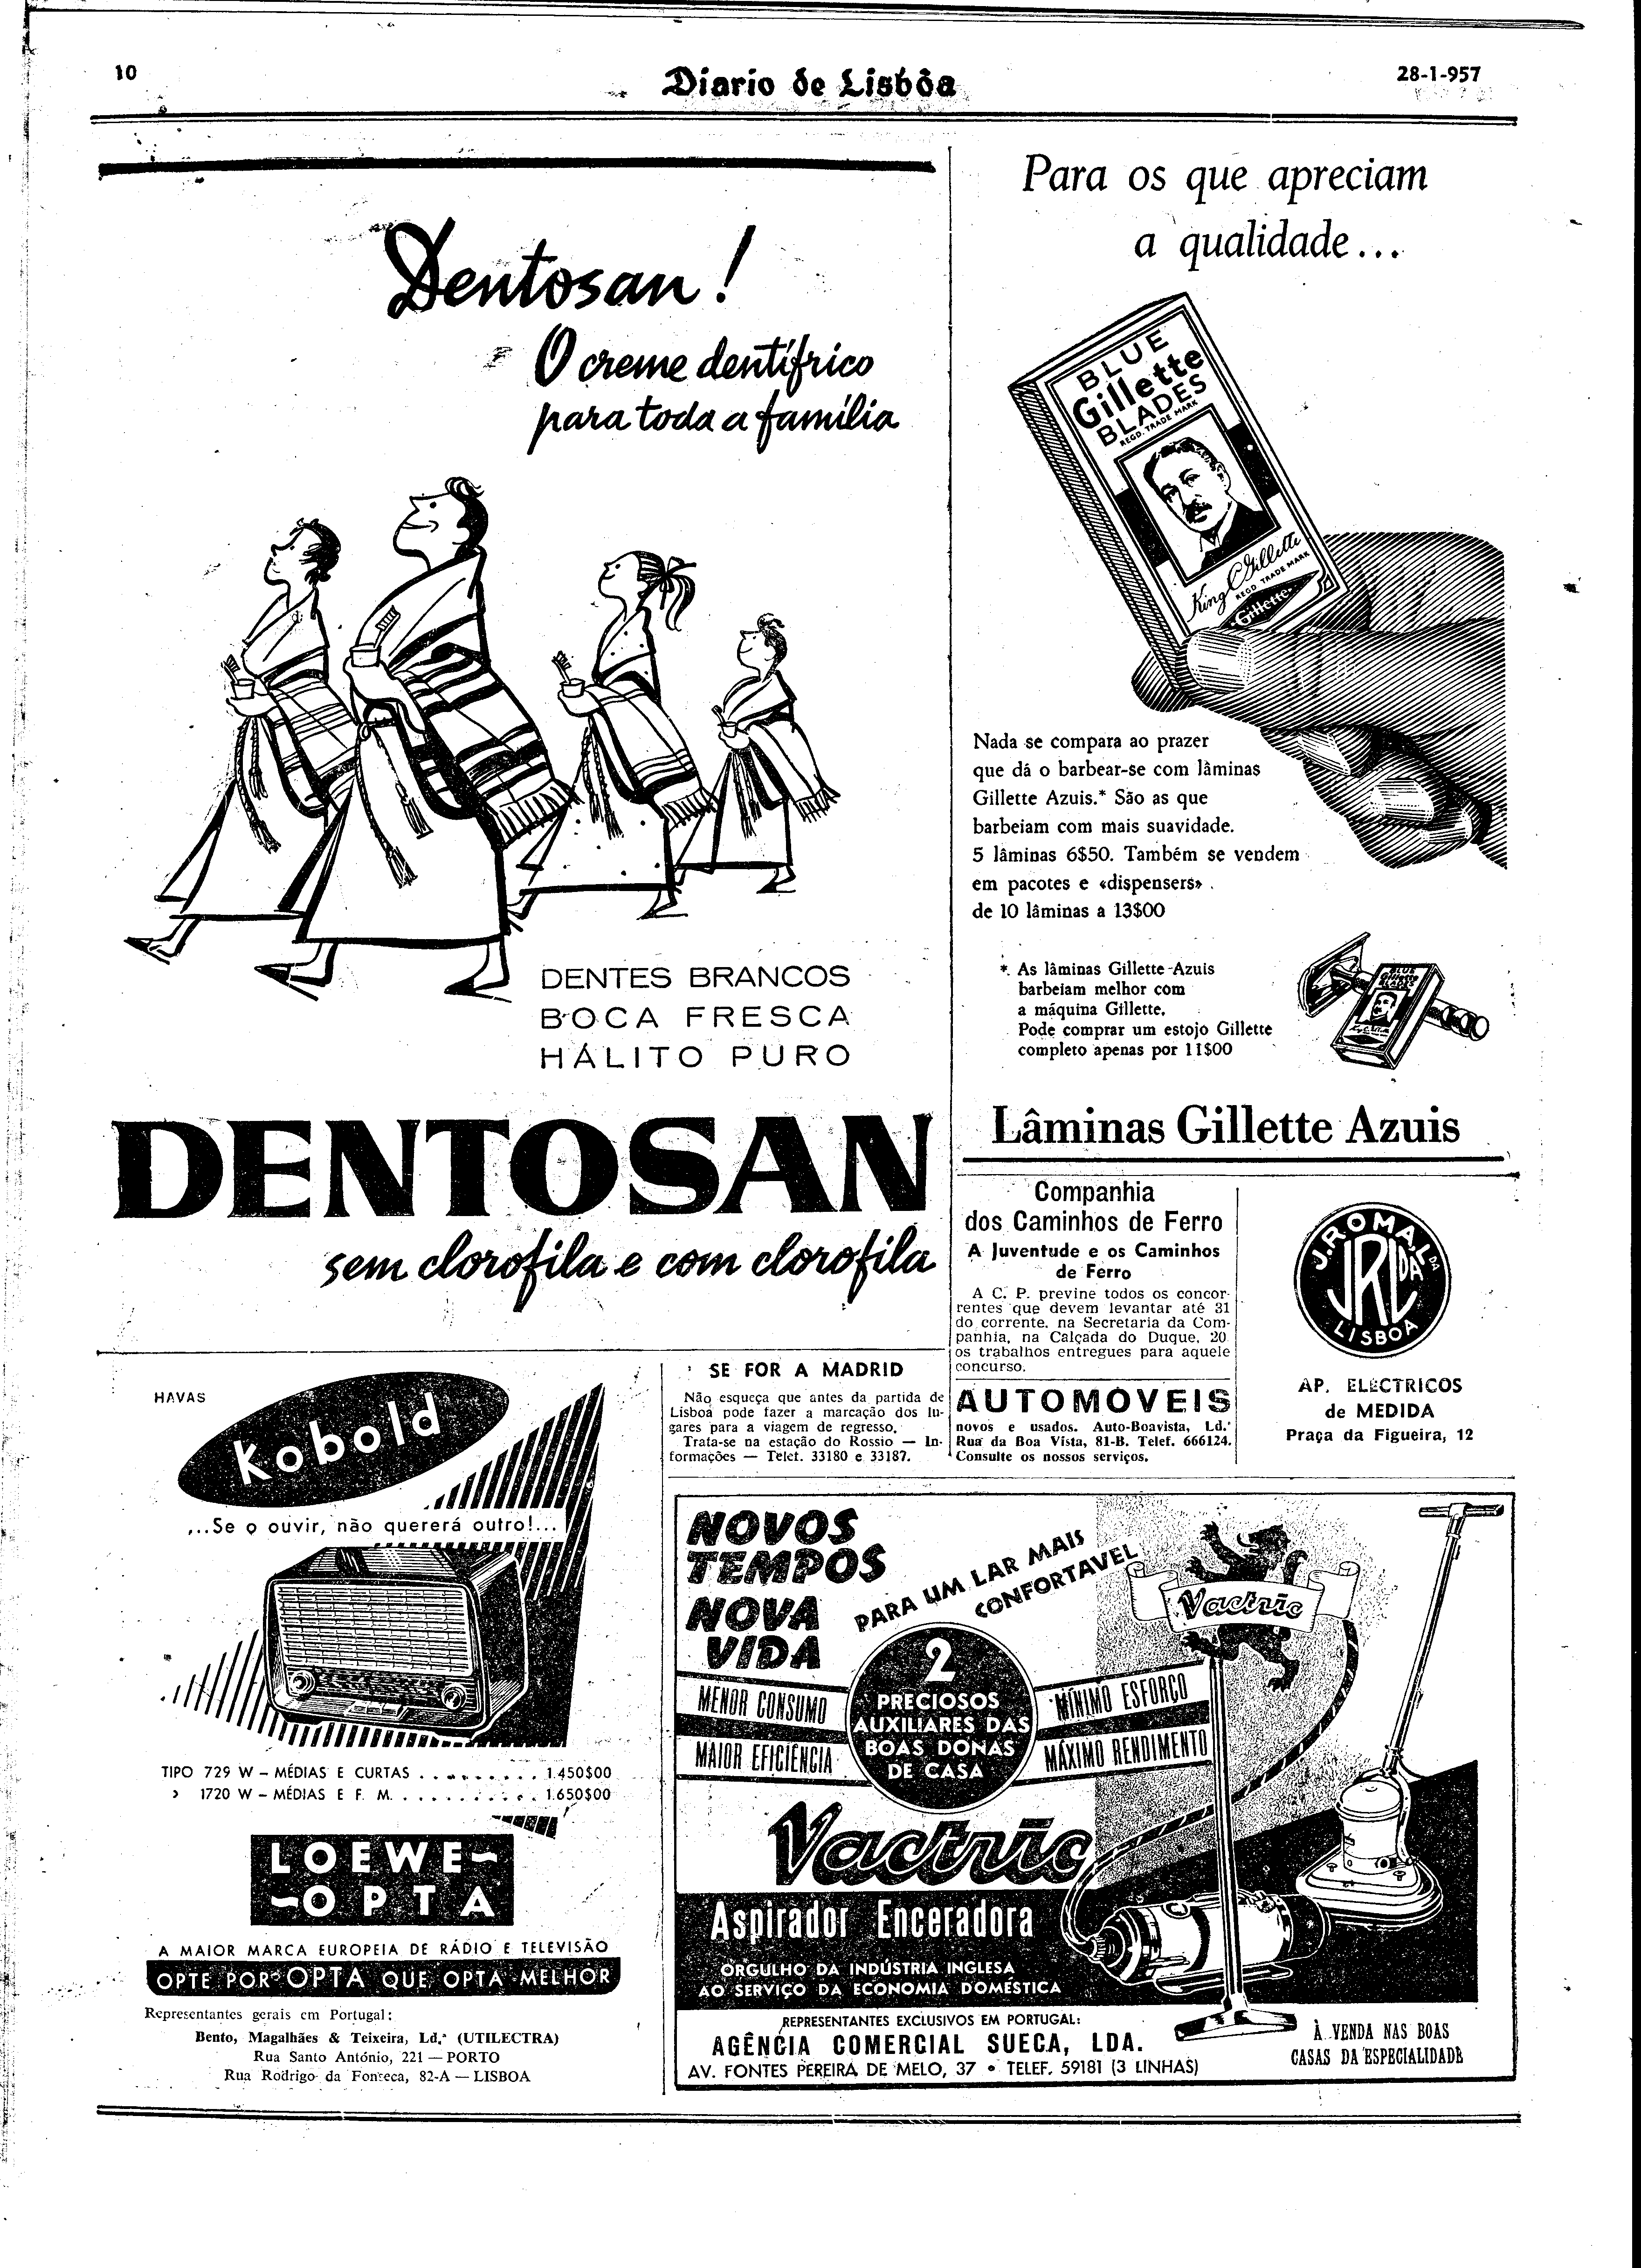 10
Diario de Lisbôa
28-1-957
Dentosan!
O creme dentífrico
para toda a família
DENTES BRANCOS
BOCA FRESCA
HÁLITO PURO
DENTOSAN
sem clorofila e com clorofila
Para os que apreciam
a qualidade...
BLUE
Gillette
BLADES
REGD. TRADE MARK
King C Gillette
REGD. TRADE MARK
Gillette
Nada se compara ao prazer
que dá o barbear-se com lâminas
Gillette Azuis.* São as que
barbeiam com mais suavidade.
5 lâminas 6$50. Também se vendem
em pacotes e «dispensers»
de 10 lâminas a 13$00
* As lâminas Gillette Azuis
barbeiam melhor com
a máquina Gillette.
Pode comprar um estojo Gillette
completo apenas por 11$00
BLUE
Gillette
BLADES
Lâminas Gillette Azuis
Companhia
dos Caminhos de Ferro
A Juventude e os Caminhos
de Ferro
A C. P. previne todos os concor-
rentes que devem levantar até 31
do corrente, na Secretaria da Com-
panhia, na Calçada do Duque, 20
os trabalhos entregues para aquele
concurso.
J. ROMA, LDA
JRLDA
LISBOA
AP. ELÉCTRICOS
de MEDIDA
Praça da Figueira, 12
SE FOR A MADRID
Não esqueça que antes da partida de
Lisboa pode fazer a marcação dos lu-
gares para a viagem de regresso.
Trata-se na estação do Rossio — In-
formações — Telef. 33180 e 33187.
AUTOMÓVEIS
novos e usados. Auto-Boavista, Ld.ª
Rua da Boa Vista, 81-B. Telef. 666124.
Consulte os nossos serviços.
HAVAS
Kobold
...Se o ouvir, não quererá outro!...
TIPO 729 W – MÉDIAS E CURTAS . . . . . . . . . 1.450$00
» 1720 W – MÉDIAS E F. M. . . . . . . . . . . 1.650$00
LOEWE-
-OPTA
A MAIOR MARCA EUROPEIA DE RÁDIO E TELEVISÃO
OPTE POR OPTA QUE OPTA MELHOR
Representantes gerais em Portugal:
Bento, Magalhães & Teixeira, Ld.ª (UTILECTRA)
Rua Santo António, 221 — PORTO
Rua Rodrigo da Fonseca, 82-A — LISBOA
NOVOS
TEMPOS
NOVA
VIDA
PARA UM LAR MAIS
CONFORTAVEL
Vactric
MENOR CONSUMO
MAIOR EFICIÊNCIA
2
PRECIOSOS
AUXILIARES DAS
BOAS DONAS
DE CASA
MÍNIMO ESFORÇO
MÁXIMO RENDIMENTO
Vactric
Aspirador Enceradora
ORGULHO DA INDÚSTRIA INGLESA
AO SERVIÇO DA ECONOMIA DOMÉSTICA
REPRESENTANTES EXCLUSIVOS EM PORTUGAL:
AGÊNCIA COMERCIAL SUECA, LDA.
AV. FONTES PEREIRA DE MELO, 37 • TELEF. 59181 (3 LINHAS)
À VENDA NAS BOAS
CASAS DA ESPECIALIDADE